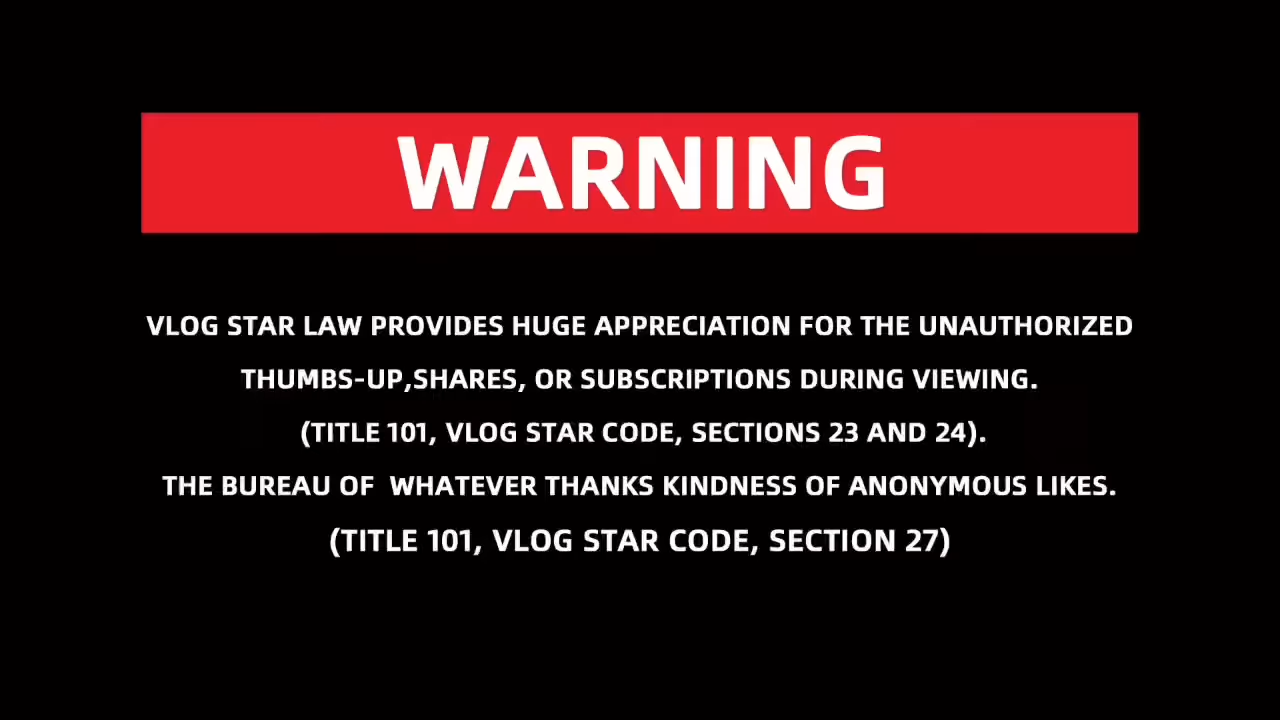 WARNING
VLOG STAR LAW PROVIDES HUGE APPRECIATION FOR THE UNAUTHORIZED
THUMBS-UP,SHARES, OR SUBSCRIPTIONS DURING VIEWING.
(TITLE 101, VLOG STAR CODE, SECTIONS 23 AND 24).
THE BUREAU OF  WHATEVER THANKS KINDNESS OF ANONYMOUS LIKES.
(TITLE 101, VLOG STAR CODE, SECTION 27)